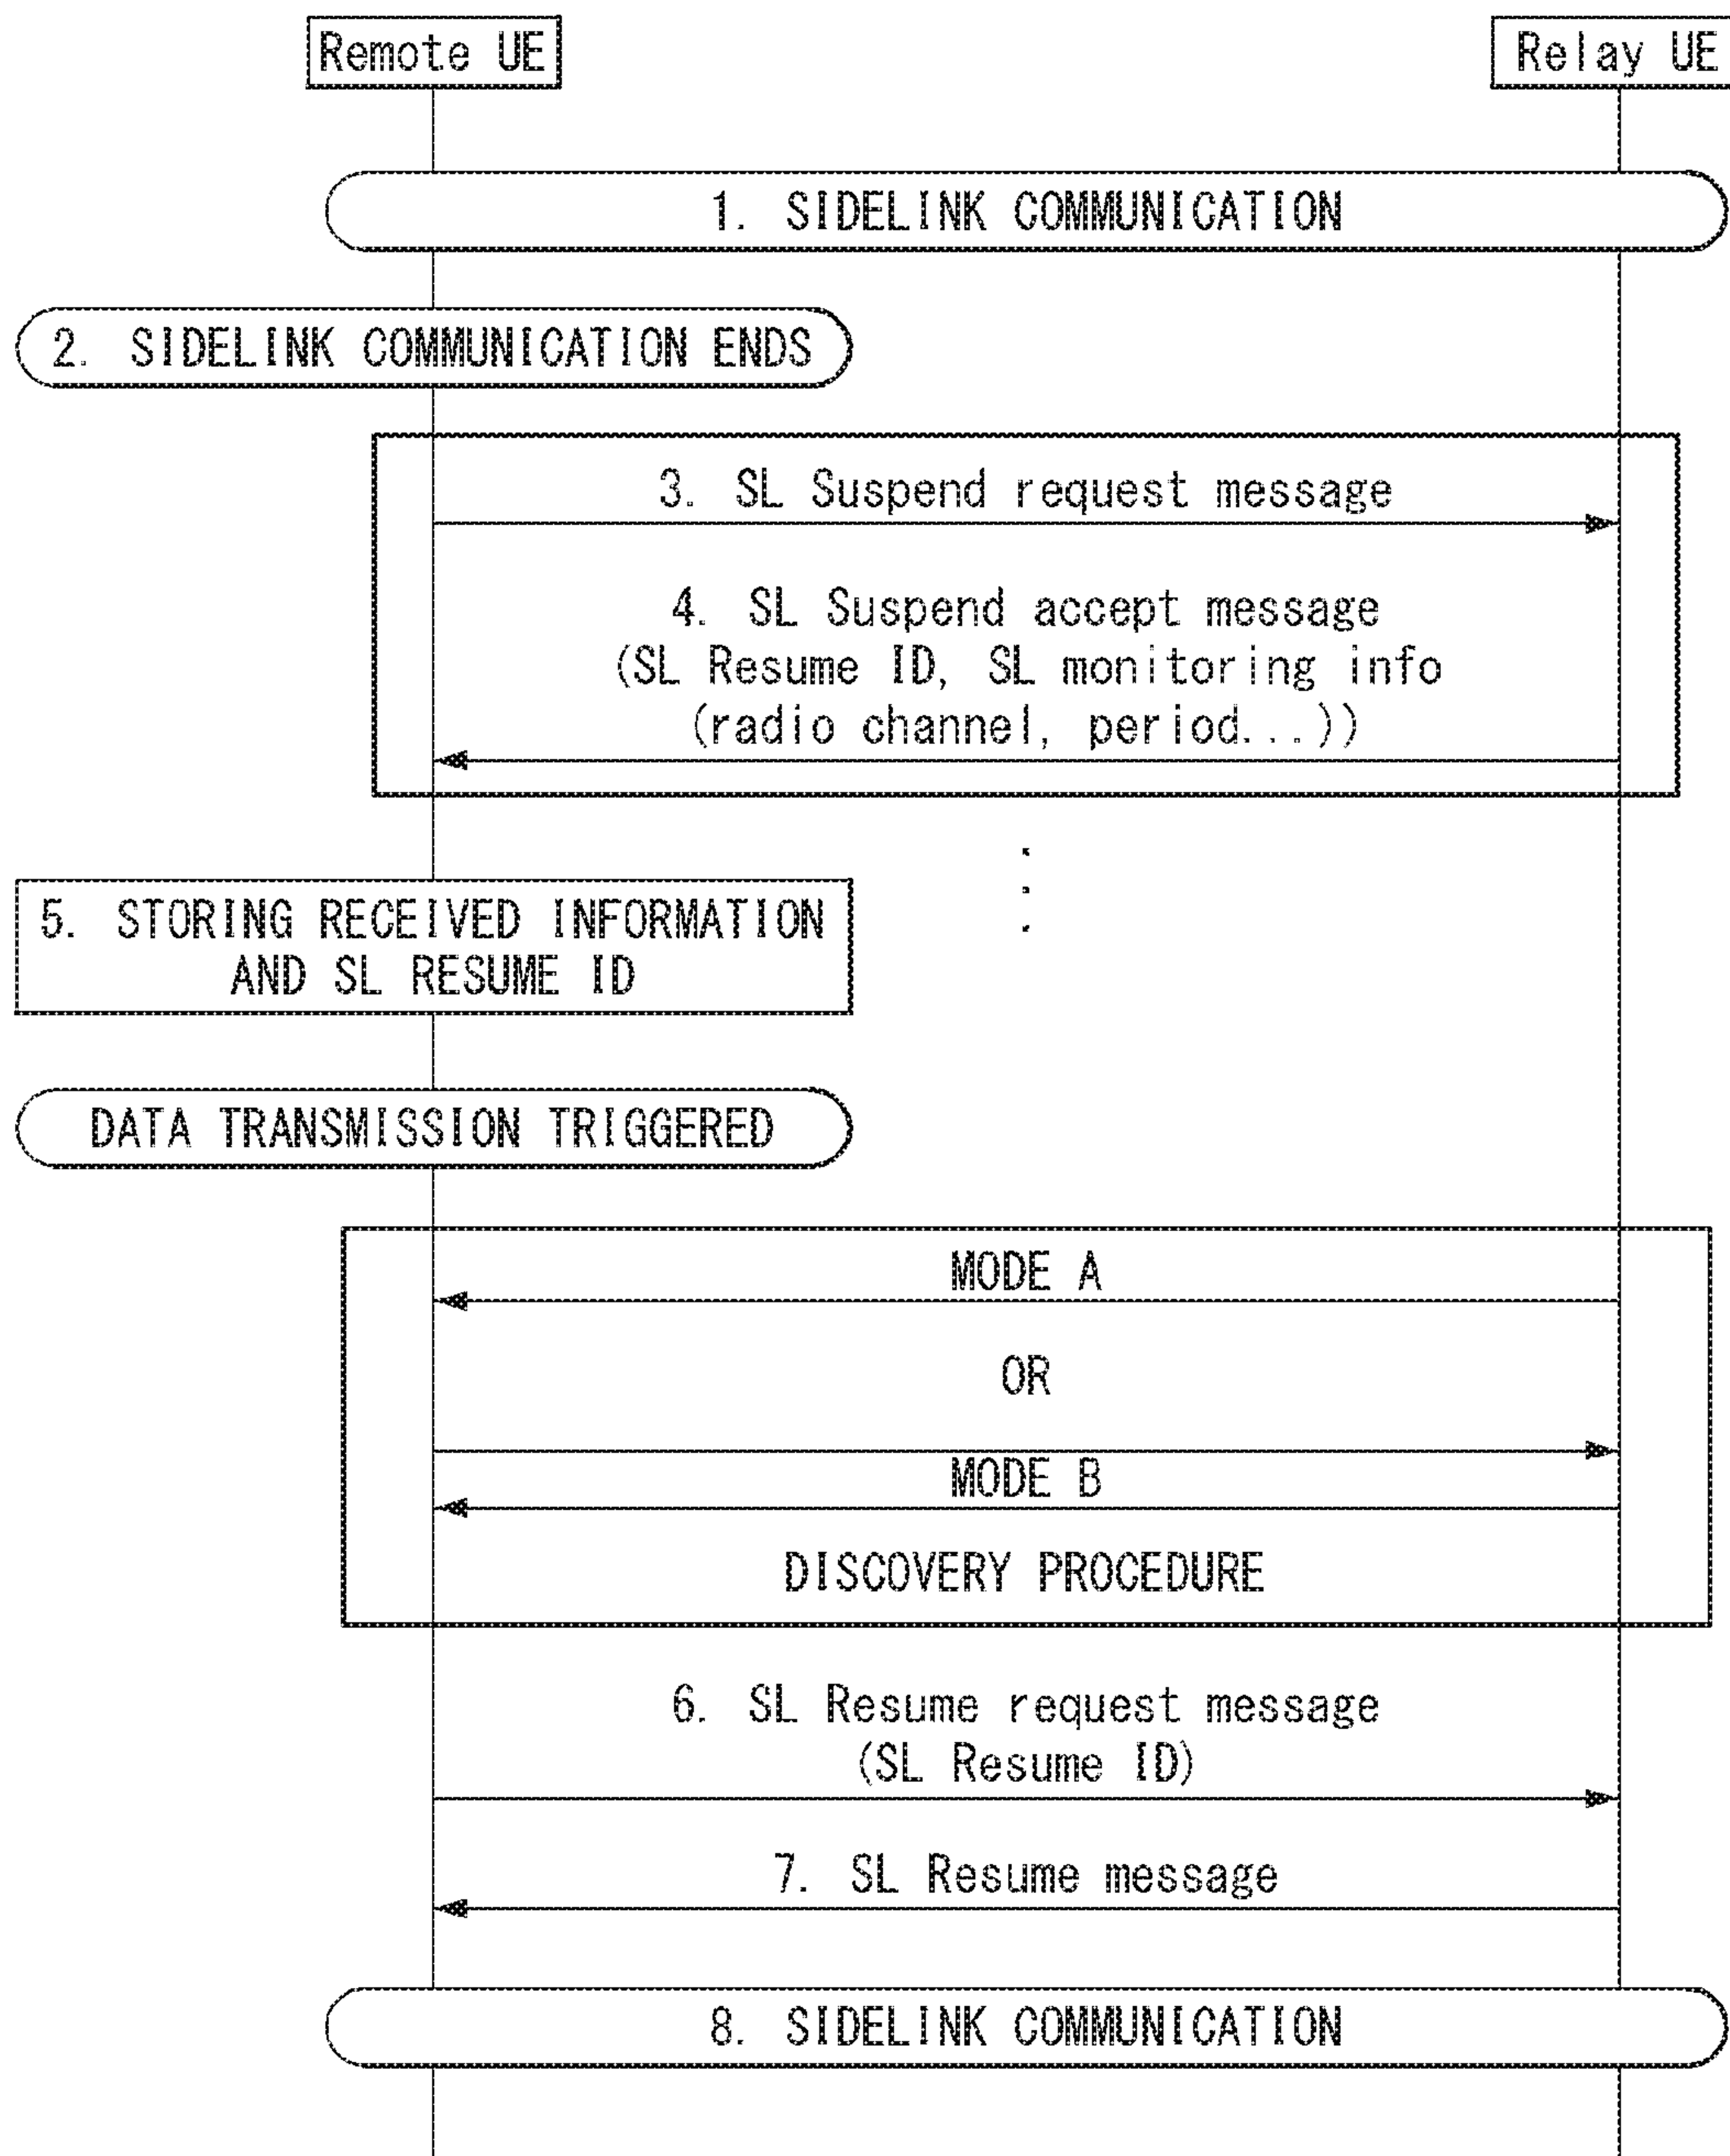 Remote UE
Relay UE
1. SIDELINK COMMUNICATION
2. SIDELINK COMMUNICATION ENDS
3. SL Suspend request message
4. SL Suspend accept message
(SL Resume ID, SL monitoring info
(radio channel, period...))
5. STORING RECEIVED INFORMATION
AND SL RESUME ID
DATA TRANSMISSION TRIGGERED
MODE A
OR
MODE B
DISCOVERY PROCEDURE
6. SL Resume request message
(SL Resume ID)
7. SL Resume message
8. SIDELINK COMMUNICATION